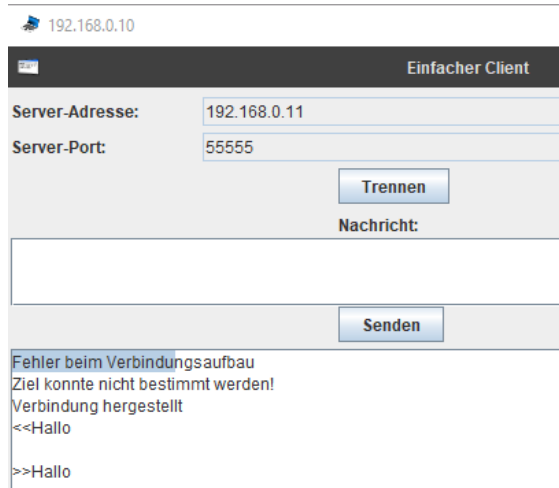 192.168.0.10
Einfacher Client
Server-Adresse: 192.168.0.11
Server-Port: 55555
Trennen
Nachricht:
Senden
Fehler beim Verbindungsaufbau
Ziel konnte nicht bestimmt werden!
Verbindung hergestellt
<<Hallo
>>Hallo